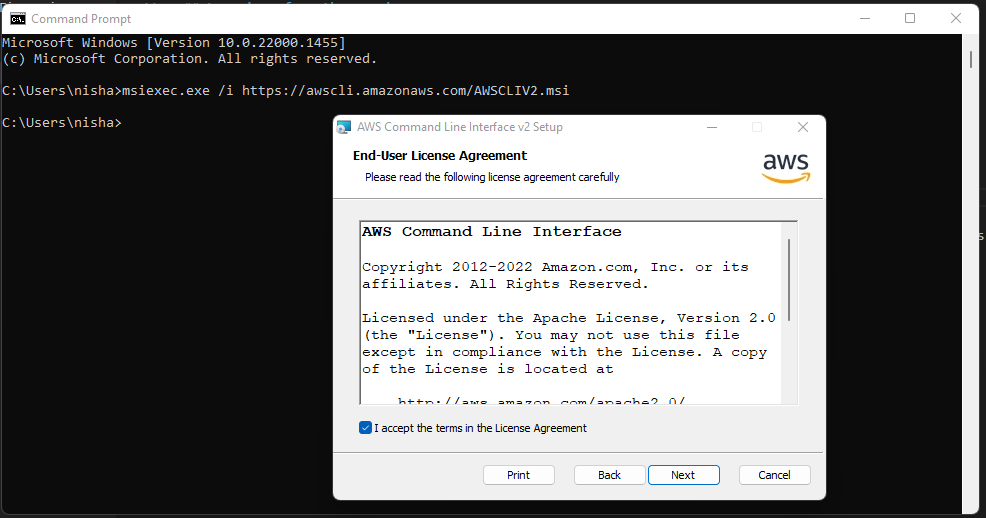 Command Prompt
Microsoft Windows [Version 10.0.22000.1455]
(c) Microsoft Corporation. All rights reserved.
C:\Users\nisha>msiexec.exe /i https://awscli.amazonaws.com/AWSCLIV2.msi
C:\Users\nisha>
AWS Command Line Interface v2 Setup
End-User License Agreement
Please read the following license agreement carefully
aws
AWS Command Line Interface
Copyright 2012-2022 Amazon.com, Inc. or its
affiliates. All Rights Reserved.
Licensed under the Apache License, Version 2.0
(the "License"). You may not use this file
except in compliance with the License. A copy
of the License is located at
http://aws.amazon.com/apache2.0/
I accept the terms in the License Agreement
Print
Back
Next
Cancel